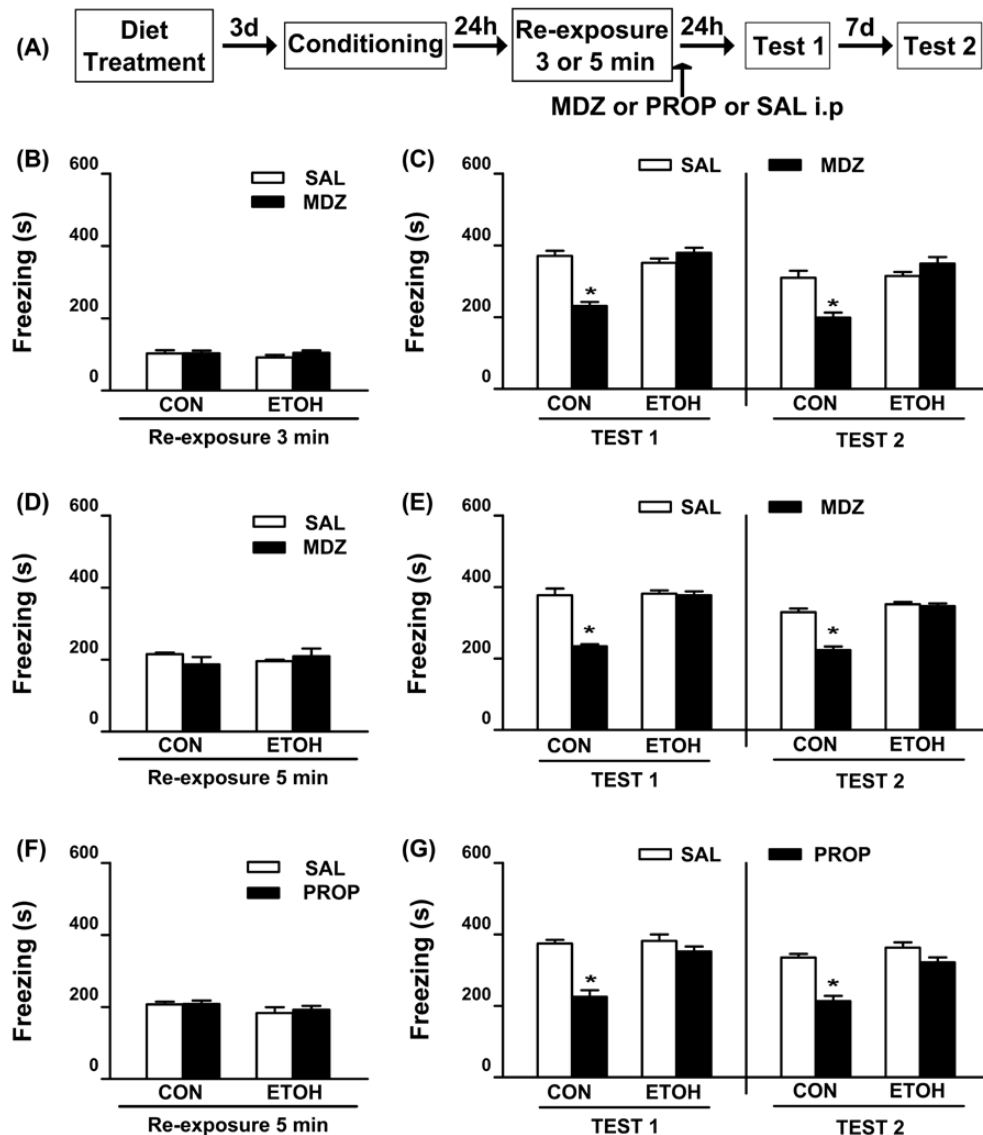 (A)
Diet Treatment
3d
Conditioning
24h
Re-exposure
3 or 5 min
24h
Test 1
7d
Test 2
MDZ or PROP or SAL i.p
(B)
600
400
200
0
Freezing (s)
SAL
MDZ
CON ETOH
Re-exposure 3 min
(C)
600
400
200
0
Freezing (s)
SAL MDZ
*
*
CON ETOH CON ETOH
TEST 1 TEST 2
(D)
600
400
200
0
Freezing (s)
SAL
MDZ
CON ETOH
Re-exposure 5 min
(E)
600
400
200
0
Freezing (s)
SAL MDZ
*
*
CON ETOH CON ETOH
TEST 1 TEST 2
(F)
600
400
200
0
Freezing (s)
SAL
PROP
CON ETOH
Re-exposure 5 min
(G)
600
400
200
0
Freezing (s)
SAL PROP
*
*
CON ETOH CON ETOH
TEST 1 TEST 2